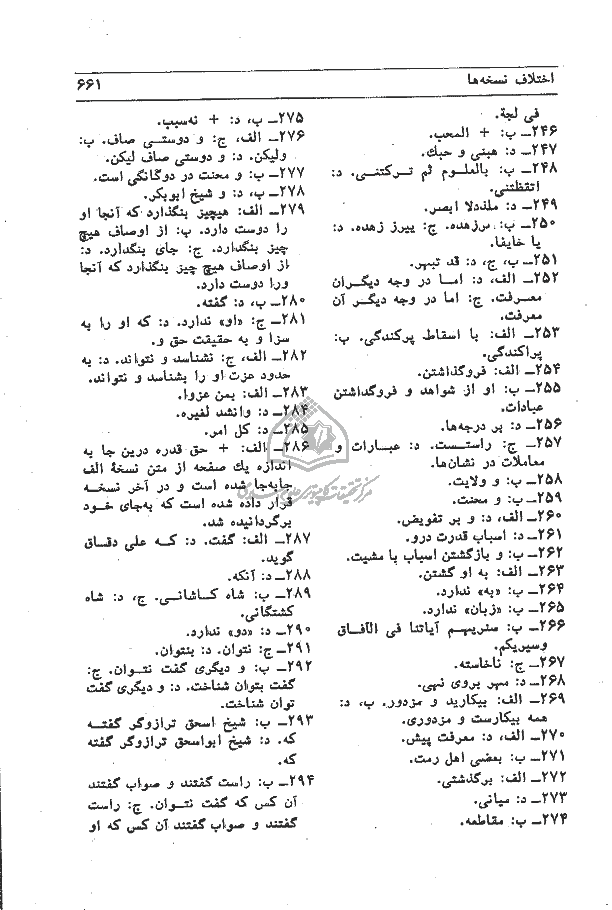 اختلاف نسخه‌ها ۶۶۱
فی لجة.
۲۴۶ــ ب: + المحب.
۲۴۷ــ د: هبنی و حبك.
۲۴۸ــ ب: بالعلوم ثم ترکتنی. د:
اتقظتنی.
۲۴۹ــ د: ملذدلا ابصر.
۲۵۰ــ ب: سرزهده. ج: پیرز زهده. د:
یا خایفا.
۲۵۱ــ ب، ج، د: قد تبهر.
۲۵۲ــ الف، د: اما در وجه دیگران
معرفت. ج: اما در وجه دیگر آن
معرفت.
۲۵۳ــ الف: با اسقاط پرکندگی. ب:
پراکندگی.
۲۵۴ــ الف: فروگذاشتن.
۲۵۵ــ ب: او از شواهد و فروگذاشتن
عبادات.
۲۵۶ــ د: بر درجه‌ها.
۲۵۷ــ ج: راستست. د: عبارات و
معاملات در نشان‌ها.
۲۵۸ــ ب: و ولایت.
۲۵۹ــ ب: و محنت.
۲۶۰ــ الف، د: و بر تفویض.
۲۶۱ــ د: اسباب قدرت درو.
۲۶۲ــ ب: و بازگشتن اسباب با مشیت.
۲۶۳ــ الف: به او گشتن.
۲۶۴ــ ب: «به» ندارد.
۲۶۵ــ ب: «زبان» ندارد.
۲۶۶ــ ب: سنریهم آیاتنا فی الآفاق
وسیریکم.
۲۶۷ــ ج: ناخاسته.
۲۶۸ــ د: مهر بروی نهی.
۲۶۹ــ الف: بیکارید و مزدور. ب، د:
همه بیکارست و مزدوری.
۲۷۰ــ الف، د: معرفت پیش.
۲۷۱ــ ب: بعضی اهل رمت.
۲۷۲ــ الف: برگذشتی.
۲۷۳ــ د: میانی.
۲۷۴ــ ب: مقاطعه.
۲۷۵ــ ب، د: + نه‌سبب.
۲۷۶ــ الف، ج: و دوستی صاف. ب:
ولیکن. د: و دوستی صاف لیکن.
۲۷۷ــ ب: و محنت در دوگانگی است.
۲۷۸ــ ب، د: و شیخ ابوبکر.
۲۷۹ــ الف: هیچیز بنگذارد که آنجا او
را دوست دارد. ب: از اوصاف هیچ
چیز بنگذارد. ج: جای بنگدارد. د:
از اوصاف هیچ چیز بنگذارد که آنجا
ورا دوست دارد.
۲۸۰ــ ب، د: گفته.
۲۸۱ــ ج: «او» ندارد. د: که او را به
سزا و به حقیقت حق و.
۲۸۲ــ الف، ج: نشناسد و نتواند. د: به
حدود عزت او را بشناسد و نتواند.
۲۸۳ــ الف: یمن عزوا.
۲۸۴ــ د: وانشد لغیره.
۲۸۵ــ د: کل امر.
۲۸۶ــ الف: + حق قدره درین جا به
اندازه یك صفحه از متن نسخهٔ الف
جابه‌جا شده است و در آخر نسخه
قرار داده شده است که به‌جای خود
برگردانیده شد.
۲۸۷ــ الف: گفت. د: که علی دقاق
گوید.
۲۸۸ــ د: آنکه.
۲۸۹ــ ب: شاه کاشانی. ج، د: شاه
کشتگانی.
۲۹۰ــ د: «دو» ندارد.
۲۹۱ــ ج: نتوان. د: بنتوان.
۲۹۲ــ ب: و دیگری گفت نتوان. ج:
گفت بتوان شناخت. د: و دیگری گفت
توان شناخت.
۲۹۳ــ ب: شیخ اسحق ترازوگر گفته
که. د: شیخ ابواسحق ترازوگر گفته
که.
۲۹۴ــ ب: راست گفتند و صواب گفتند
آن کس که گفت نتوان. ج: راست
گفتند و صواب گفتند آن کس که او